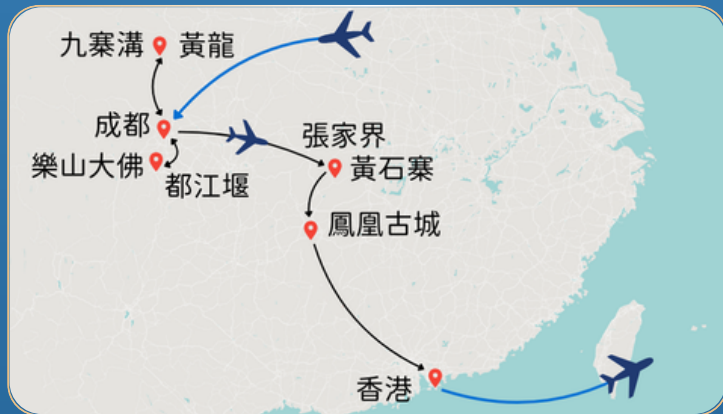 九寨溝 黃龍
成都
張家界
樂山大佛
黃石寨
都江堰
鳳凰古城
香港